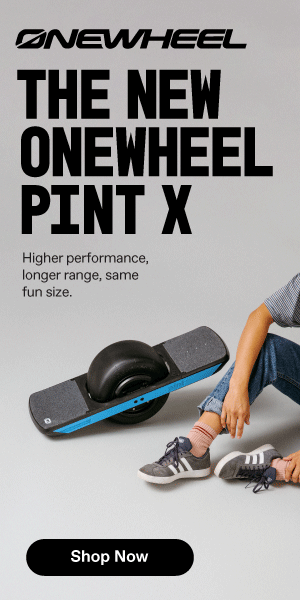 ONEWHEEL
THE NEW
ONEWHEEL
PINT X
Higher performance,
longer range, same
fun size.
Shop Now